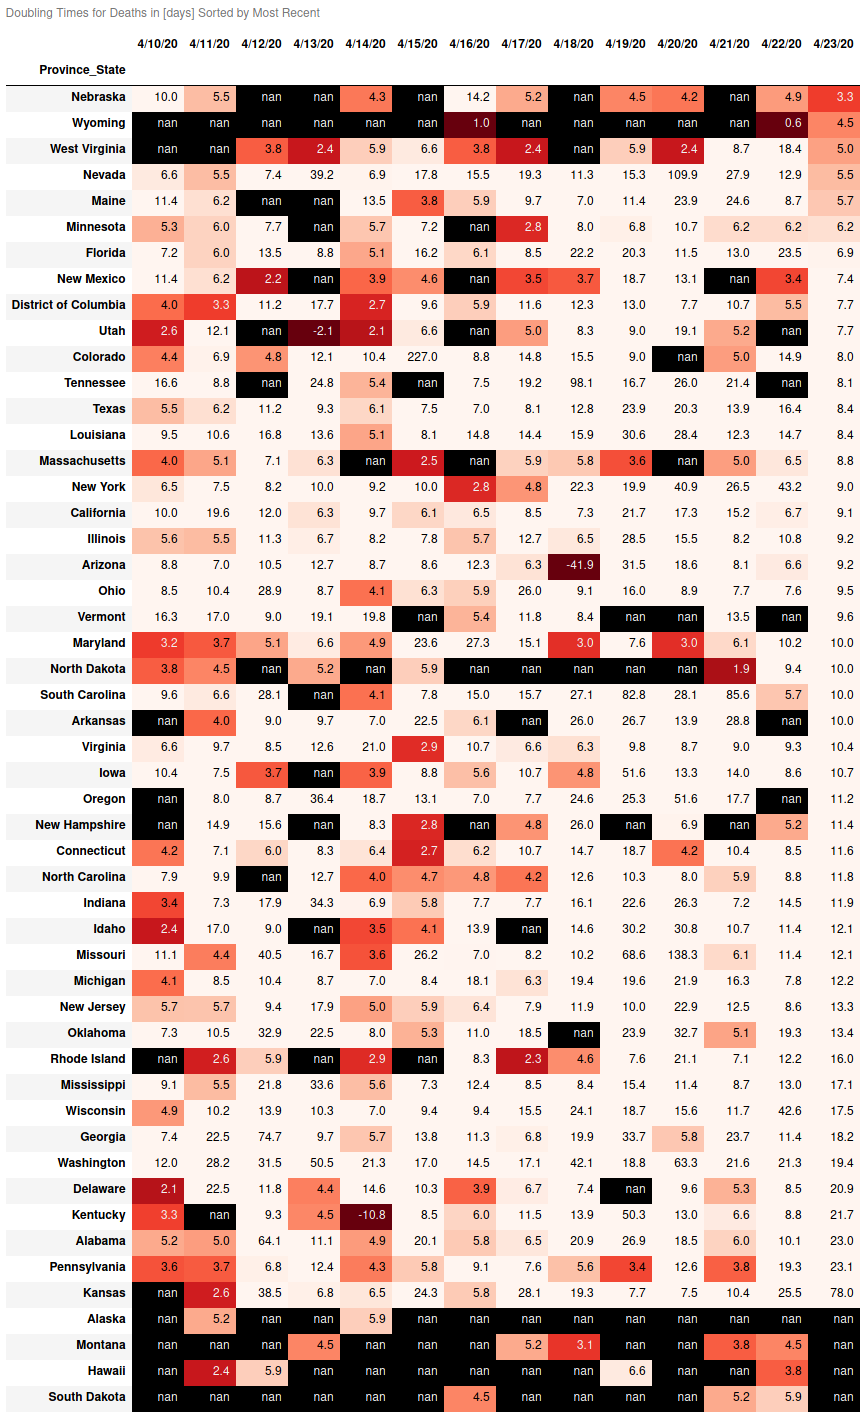 Doubling Times for Deaths in [days] Sorted by Most Recent
4/10/20 4/11/20 4/12/20 4/13/20 4/14/20 4/15/20 4/16/20 4/17/20 4/18/20 4/19/20 4/20/20 4/21/20 4/22/20 4/23/20
Province_State
Nebraska 10.0 5.5 nan nan 4.3 nan 14.2 5.2 nan 4.5 4.2 nan 4.9 3.3
Wyoming nan nan nan nan nan nan 1.0 nan nan nan nan nan 0.6 4.5
West Virginia nan nan 3.8 2.4 5.9 6.6 3.8 2.4 nan 5.9 2.4 8.7 18.4 5.0
Nevada 6.6 5.5 7.4 39.2 6.9 17.8 15.5 19.3 11.3 15.3 109.9 27.9 12.9 5.5
Maine 11.4 6.2 nan nan 13.5 3.8 5.9 9.7 7.0 11.4 23.9 24.6 8.7 5.7
Minnesota 5.3 6.0 7.7 nan 5.7 7.2 nan 2.8 8.0 6.8 10.7 6.2 6.2 6.2
Florida 7.2 6.0 13.5 8.8 5.1 16.2 6.1 8.5 22.2 20.3 11.5 13.0 23.5 6.9
New Mexico 11.4 6.2 2.2 nan 3.9 4.6 nan 3.5 3.7 18.7 13.1 nan 3.4 7.4
District of Columbia 4.0 3.3 11.2 17.7 2.7 9.6 5.9 11.6 12.3 13.0 7.7 10.7 5.5 7.7
Utah 2.6 12.1 nan -2.1 2.1 6.6 nan 5.0 8.3 9.0 19.1 5.2 nan 7.7
Colorado 4.4 6.9 4.8 12.1 10.4 227.0 8.8 14.8 15.5 9.0 nan 5.0 14.9 8.0
Tennessee 16.6 8.8 nan 24.8 5.4 nan 7.5 19.2 98.1 16.7 26.0 21.4 nan 8.1
Texas 5.5 6.2 11.2 9.3 6.1 7.5 7.0 8.1 12.8 23.9 20.3 13.9 16.4 8.4
Louisiana 9.5 10.6 16.8 13.6 5.1 8.1 14.8 14.4 15.9 30.6 28.4 12.3 14.7 8.4
Massachusetts 4.0 5.1 7.1 6.3 nan 2.5 nan 5.9 5.8 3.6 nan 5.0 6.5 8.8
New York 6.5 7.5 8.2 10.0 9.2 10.0 2.8 4.8 22.3 19.9 40.9 26.5 43.2 9.0
California 10.0 19.6 12.0 6.3 9.7 6.1 6.5 8.5 7.3 21.7 17.3 15.2 6.7 9.1
Illinois 5.6 5.5 11.3 6.7 8.2 7.8 5.7 12.7 6.5 28.5 15.5 8.2 10.8 9.2
Arizona 8.8 7.0 10.5 12.7 8.7 8.6 12.3 6.3 -41.9 31.5 18.6 8.1 6.6 9.2
Ohio 8.5 10.4 28.9 8.7 4.1 6.3 5.9 26.0 9.1 16.0 8.9 7.7 7.6 9.5
Vermont 16.3 17.0 9.0 19.1 19.8 nan 5.4 11.8 8.4 nan nan 13.5 nan 9.6
Maryland 3.2 3.7 5.1 6.6 4.9 23.6 27.3 15.1 3.0 7.6 3.0 6.1 10.2 10.0
North Dakota 3.8 4.5 nan 5.2 nan 5.9 nan nan nan nan nan 1.9 9.4 10.0
South Carolina 9.6 6.6 28.1 nan 4.1 7.8 15.0 15.7 27.1 82.8 28.1 85.6 5.7 10.0
Arkansas nan 4.0 9.0 9.7 7.0 22.5 6.1 nan 26.0 26.7 13.9 28.8 nan 10.0
Virginia 6.6 9.7 8.5 12.6 21.0 2.9 10.7 6.6 6.3 9.8 8.7 9.0 9.3 10.4
Iowa 10.4 7.5 3.7 nan 3.9 8.8 5.6 10.7 4.8 51.6 13.3 14.0 8.6 10.7
Oregon nan 8.0 8.7 36.4 18.7 13.1 7.0 7.7 24.6 25.3 51.6 17.7 nan 11.2
New Hampshire nan 14.9 15.6 nan 8.3 2.8 nan 4.8 26.0 nan 6.9 nan 5.2 11.4
Connecticut 4.2 7.1 6.0 8.3 6.4 2.7 6.2 10.7 14.7 18.7 4.2 10.4 8.5 11.6
North Carolina 7.9 9.9 nan 12.7 4.0 4.7 4.8 4.2 12.6 10.3 8.0 5.9 8.8 11.8
Indiana 3.4 7.3 17.9 34.3 6.9 5.8 7.7 7.7 16.1 22.6 26.3 7.2 14.5 11.9
Idaho 2.4 17.0 9.0 nan 3.5 4.1 13.9 nan 14.6 30.2 30.8 10.7 11.4 12.1
Missouri 11.1 4.4 40.5 16.7 3.6 26.2 7.0 8.2 10.2 68.6 138.3 6.1 11.4 12.1
Michigan 4.1 8.5 10.4 8.7 7.0 8.4 18.1 6.3 19.4 19.6 21.9 16.3 7.8 12.2
New Jersey 5.7 5.7 9.4 17.9 5.0 5.9 6.4 7.9 11.9 10.0 22.9 12.5 8.6 13.3
Oklahoma 7.3 10.5 32.9 22.5 8.0 5.3 11.0 18.5 nan 23.9 32.7 5.1 19.3 13.4
Rhode Island nan 2.6 5.9 nan 2.9 nan 8.3 2.3 4.6 7.6 21.1 7.1 12.2 16.0
Mississippi 9.1 5.5 21.8 33.6 5.6 7.3 12.4 8.5 8.4 15.4 11.4 8.7 13.0 17.1
Wisconsin 4.9 10.2 13.9 10.3 7.0 9.4 9.4 15.5 24.1 18.7 15.6 11.7 42.6 17.5
Georgia 7.4 22.5 74.7 9.7 5.7 13.8 11.3 6.8 19.9 33.7 5.8 23.7 11.4 18.2
Washington 12.0 28.2 31.5 50.5 21.3 17.0 14.5 17.1 42.1 18.8 63.3 21.6 21.3 19.4
Delaware 2.1 22.5 11.8 4.4 14.6 10.3 3.9 6.7 7.4 nan 9.6 5.3 8.5 20.9
Kentucky 3.3 nan 9.3 4.5 -10.8 8.5 6.0 11.5 13.9 50.3 13.0 6.6 8.8 21.7
Alabama 5.2 5.0 64.1 11.1 4.9 20.1 5.8 6.5 20.9 26.9 18.5 6.0 10.1 23.0
Pennsylvania 3.6 3.7 6.8 12.4 4.3 5.8 9.1 7.6 5.6 3.4 12.6 3.8 19.3 23.1
Kansas nan 2.6 38.5 6.8 6.5 24.3 5.8 28.1 19.3 7.7 7.5 10.4 25.5 78.0
Alaska nan 5.2 nan nan 5.9 nan nan nan nan nan nan nan nan nan
Montana nan nan nan 4.5 nan nan nan 5.2 3.1 nan nan 3.8 4.5 nan
Hawaii nan 2.4 5.9 nan nan nan nan nan nan 6.6 nan nan 3.8 nan
South Dakota nan nan nan nan nan nan 4.5 nan nan nan nan 5.2 5.9 nan